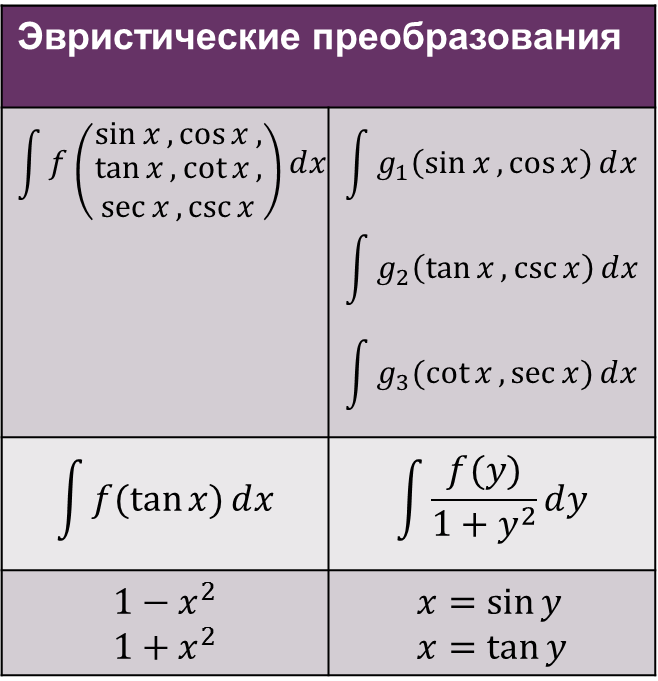 Эвристические преобразования
∫ f(sin x , cos x , tan x , cot x , sec x , csc x) dx
∫ g₁(sin x , cos x) dx
∫ g₂(tan x , csc x) dx
∫ g₃(cot x , sec x) dx
∫ f(tan x) dx
∫ f(y)/(1 + y²) dy
1 − x²
1 + x²
x = sin y
x = tan y